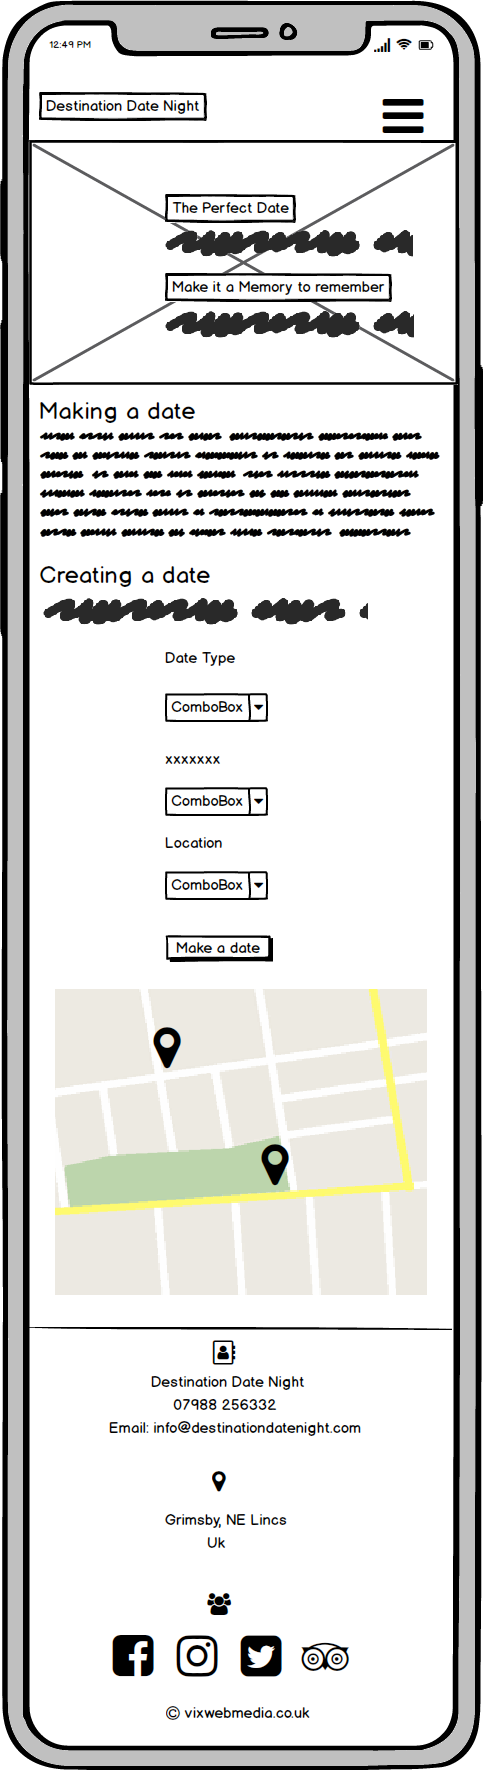 12:49 PM
Destination Date Night
The Perfect Date
Make it a Memory to remember
Making a date
Creating a date
Date Type
ComboBox
xxxxxxx
ComboBox
Location
ComboBox
Make a date
Destination Date Night
07988 256332
Email: info@destinationdatenight.com
Grimsby, NE Lincs
Uk
© vixwebmedia.co.uk